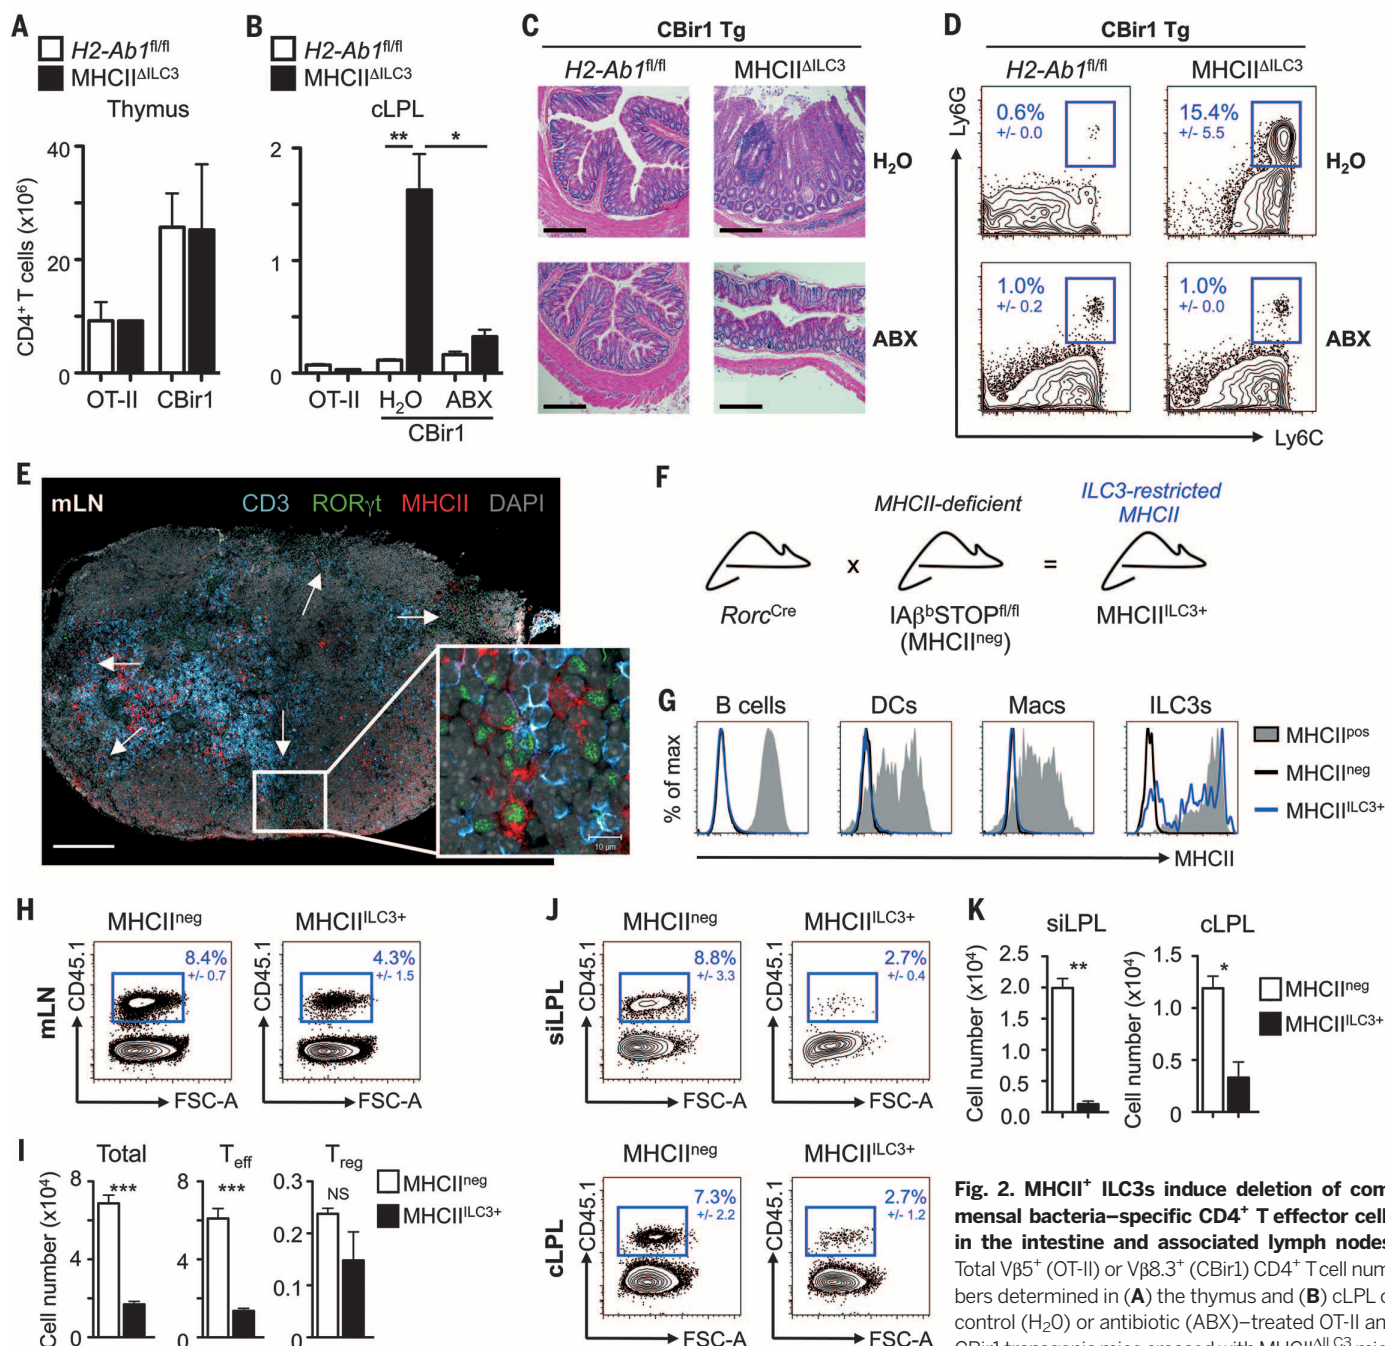 A
H2-Ab1fl/fl
MHCIIΔILC3
Thymus
CD4+ T cells (x10⁶)
40
20
0
OT-II CBir1
B
H2-Ab1fl/fl
MHCIIΔILC3
cLPL
** *
2
1
0
OT-II H2O ABX
CBir1
C
CBir1 Tg
H2-Ab1fl/fl MHCIIΔILC3
H2O
ABX
D
CBir1 Tg
H2-Ab1fl/fl MHCIIΔILC3
Ly6G
0.6%
+/- 0.0
15.4%
+/- 5.5
H2O
1.0%
+/- 0.2
1.0%
+/- 0.0
ABX
Ly6C
E
mLN CD3 RORγt MHCII DAPI
10 μm
F
MHCII-deficient
ILC3-restricted
MHCII
x =
RorcCre
IAβbSTOPfl/fl
(MHCIIneg)
MHCIIILC3+
G
B cells DCs Macs ILC3s
% of max
MHCII
MHCIIpos
MHCIIneg
MHCIIILC3+
H
MHCIIneg MHCIIILC3+
mLN
CD45.1
8.4%
+/- 0.7
CD45.1
4.3%
+/- 1.5
FSC-A FSC-A
I
Total Teff Treg
Cell number (x10⁴)
8
4
0
***
8
4
0
***
0.3
0.2
0.1
0
NS
MHCIIneg
MHCIIILC3+
J
MHCIIneg MHCIIILC3+
siLPL
CD45.1
8.8%
+/- 3.3
CD45.1
2.7%
+/- 0.4
FSC-A FSC-A
MHCIIneg MHCIIILC3+
cLPL
CD45.1
7.3%
+/- 2.2
CD45.1
2.7%
+/- 1.2
FSC-A FSC-A
K
siLPL cLPL
Cell number (x10⁴)
2.5
2.0
1.5
1.0
0.5
0.0
**
Cell number (x10⁴)
1.5
1.0
0.5
0
*
MHCIIneg
MHCIIILC3+
Fig. 2. MHCII+ ILC3s induce deletion of com
mensal bacteria–specific CD4+ T effector cell
in the intestine and associated lymph nodes
Total Vβ5+ (OT-II) or Vβ8.3+ (CBir1) CD4+ T cell num
bers determined in (A) the thymus and (B) cLPL o
control (H20) or antibiotic (ABX)–treated OT-II an
CBir1 transgenic mice crossed with MHCIIΔILC3 mic